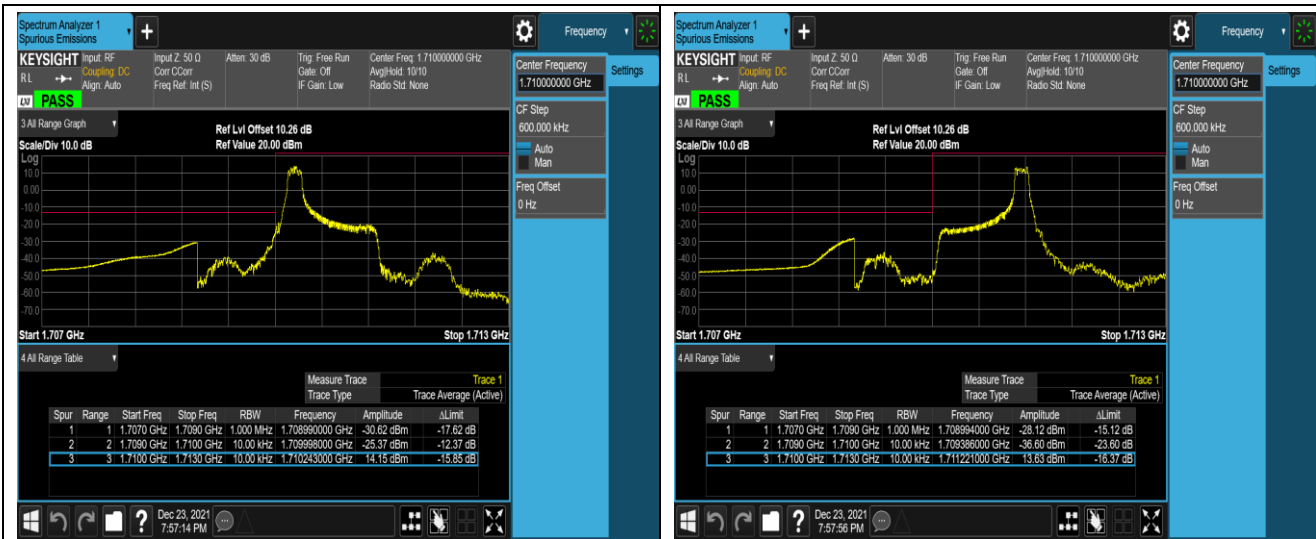 Spectrum Analyzer 1
Spurious Emissions
+
Frequency
KEYSIGHT Input: RF Input Z: 50 Ω Atten: 30 dB Trig: Free Run Center Freq: 1.710000000 GHz
Coupling: DC Corr CCorr Gate: Off Avg|Hold: 10/10
RL Align: Auto Freq Ref: Int (S) IF Gain: Low Radio Std: None
LXI PASS
Center Frequency
1.710000000 GHz
Settings
CF Step
600.000 kHz
Auto
Man
Freq Offset
0 Hz
3 All Range Graph
Ref Lvl Offset 10.26 dB
Scale/Div 10.0 dB Ref Value 20.00 dBm
Log
10.0
0.00
-10.0
-20.0
-30.0
-40.0
-50.0
-60.0
-70.0
Start 1.707 GHz Stop 1.713 GHz
4 All Range Table
Measure Trace Trace 1
Trace Type Trace Average (Active)
Spur Range Start Freq Stop Freq RBW Frequency Amplitude ΔLimit
1 1 1.7070 GHz 1.7090 GHz 1.000 MHz 1.708990000 GHz -30.62 dBm -17.62 dB
2 2 1.7090 GHz 1.7100 GHz 10.00 kHz 1.709998000 GHz -25.37 dBm -12.37 dB
3 3 1.7100 GHz 1.7130 GHz 10.00 kHz 1.710243000 GHz 14.15 dBm -15.85 dB
?
Dec 23, 2021
7:57:14 PM
Spectrum Analyzer 1
Spurious Emissions
+
Frequency
KEYSIGHT Input: RF Input Z: 50 Ω Atten: 30 dB Trig: Free Run Center Freq: 1.710000000 GHz
Coupling: DC Corr CCorr Gate: Off Avg|Hold: 10/10
RL Align: Auto Freq Ref: Int (S) IF Gain: Low Radio Std: None
LXI PASS
Center Frequency
1.710000000 GHz
Settings
CF Step
600.000 kHz
Auto
Man
Freq Offset
0 Hz
3 All Range Graph
Ref Lvl Offset 10.26 dB
Scale/Div 10.0 dB Ref Value 20.00 dBm
Log
10.0
0.00
-10.0
-20.0
-30.0
-40.0
-50.0
-60.0
-70.0
Start 1.707 GHz Stop 1.713 GHz
4 All Range Table
Measure Trace Trace 1
Trace Type Trace Average (Active)
Spur Range Start Freq Stop Freq RBW Frequency Amplitude ΔLimit
1 1 1.7070 GHz 1.7090 GHz 1.000 MHz 1.708994000 GHz -28.12 dBm -15.12 dB
2 2 1.7090 GHz 1.7100 GHz 10.00 kHz 1.709386000 GHz -36.60 dBm -23.60 dB
3 3 1.7100 GHz 1.7130 GHz 10.00 kHz 1.711221000 GHz 13.63 dBm -16.37 dB
?
Dec 23, 2021
7:57:56 PM